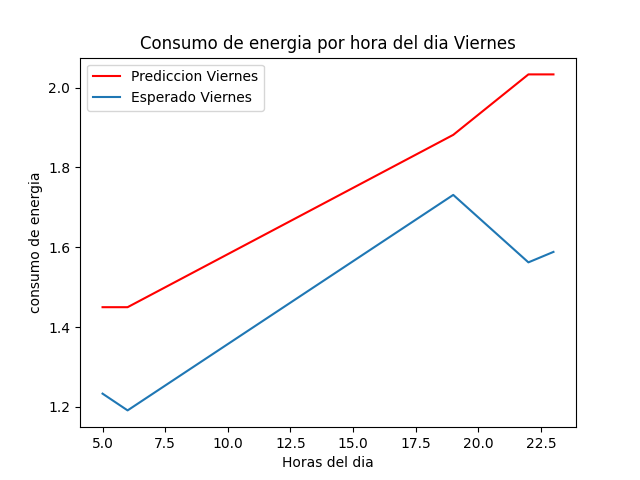 Consumo de energia por hora del dia Viernes
Prediccion Viernes
Esperado Viernes
consumo de energia
2.0
1.8
1.6
1.4
1.2
5.0 7.5 10.0 12.5 15.0 17.5 20.0 22.5
Horas del dia